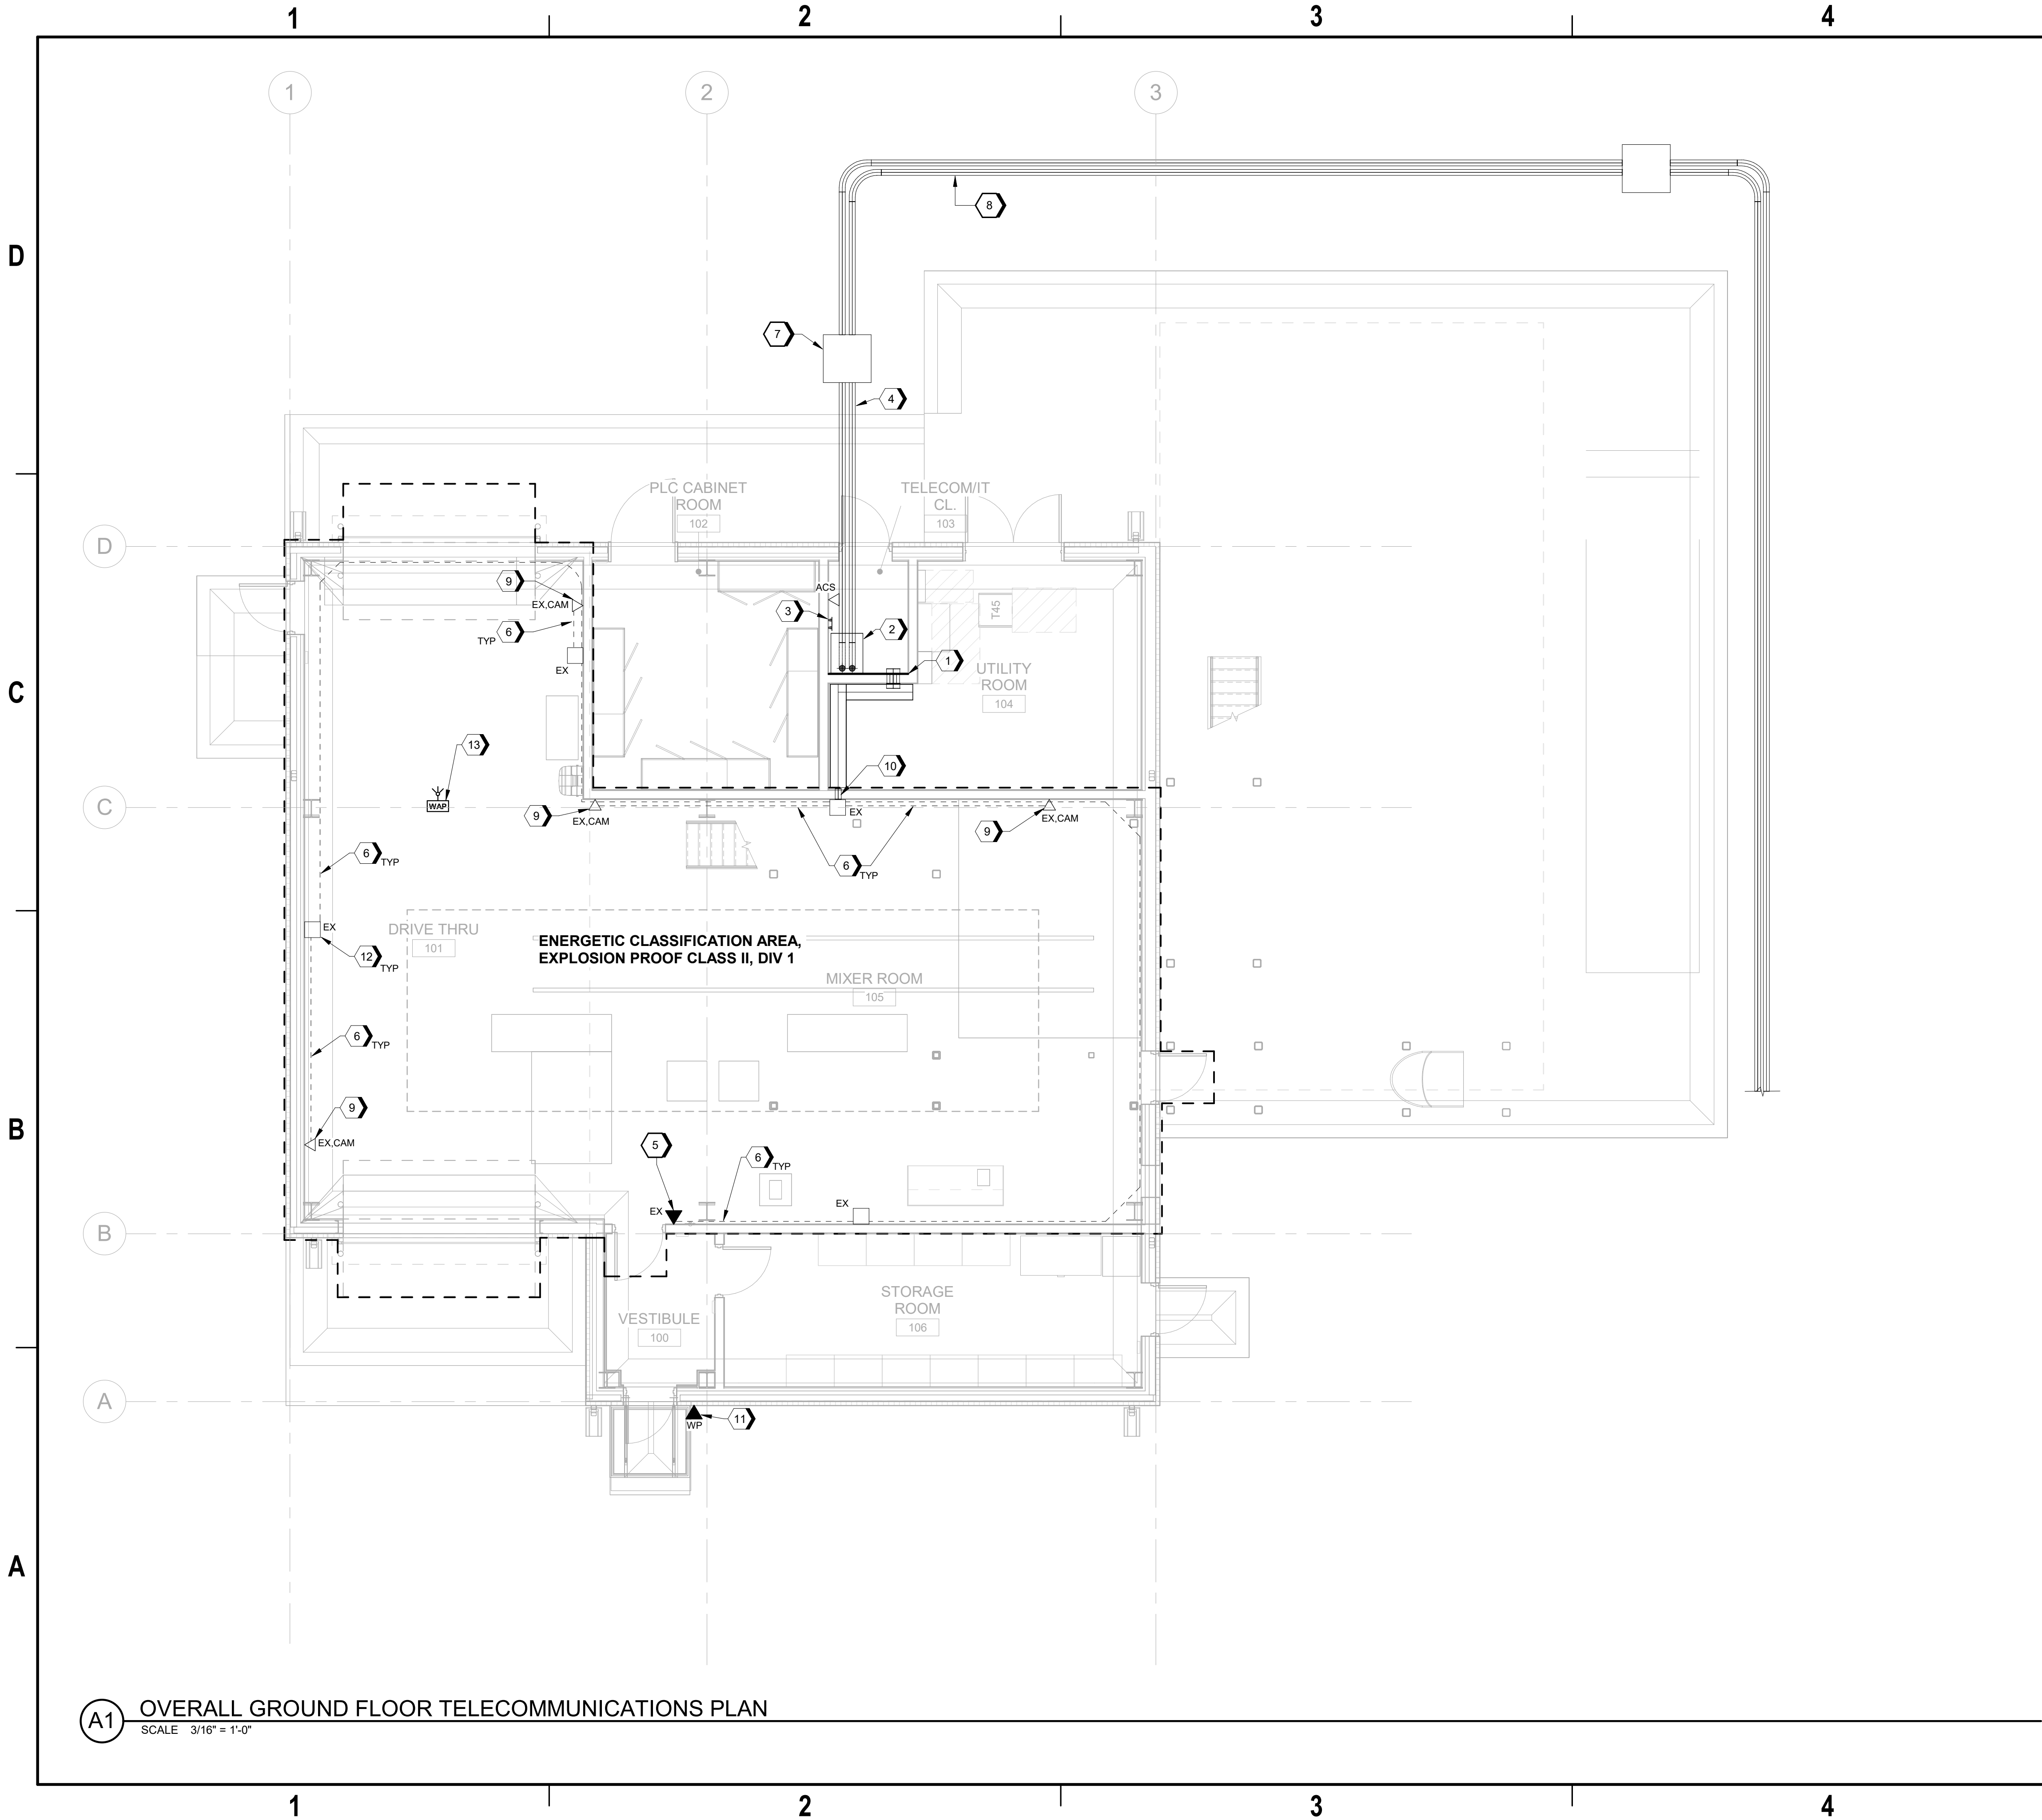 1 2 3 4
1 2 3
8
D
7
4
PLC CABINET
ROOM
102
TELECOM/IT
CL.
103
D
9
EX,CAM
ACS
3
T45
6
TYP
2
EX
1
UTILITY
ROOM
104
C
13
10
WAP
C
9
EX,CAM
EX
9
EX,CAM
6
TYP
6
TYP
EX
DRIVE THRU
101
12
TYP
ENERGETIC CLASSIFICATION AREA,
EXPLOSION PROOF CLASS II, DIV 1
MIXER ROOM
105
6
TYP
9
EX,CAM
B
5
6
TYP
EX
EX
B
STORAGE
ROOM
106
VESTIBULE
100
A
WP
11
A
A1
OVERALL GROUND FLOOR TELECOMMUNICATIONS PLAN
SCALE 3/16" = 1'-0"
1 2 3 4